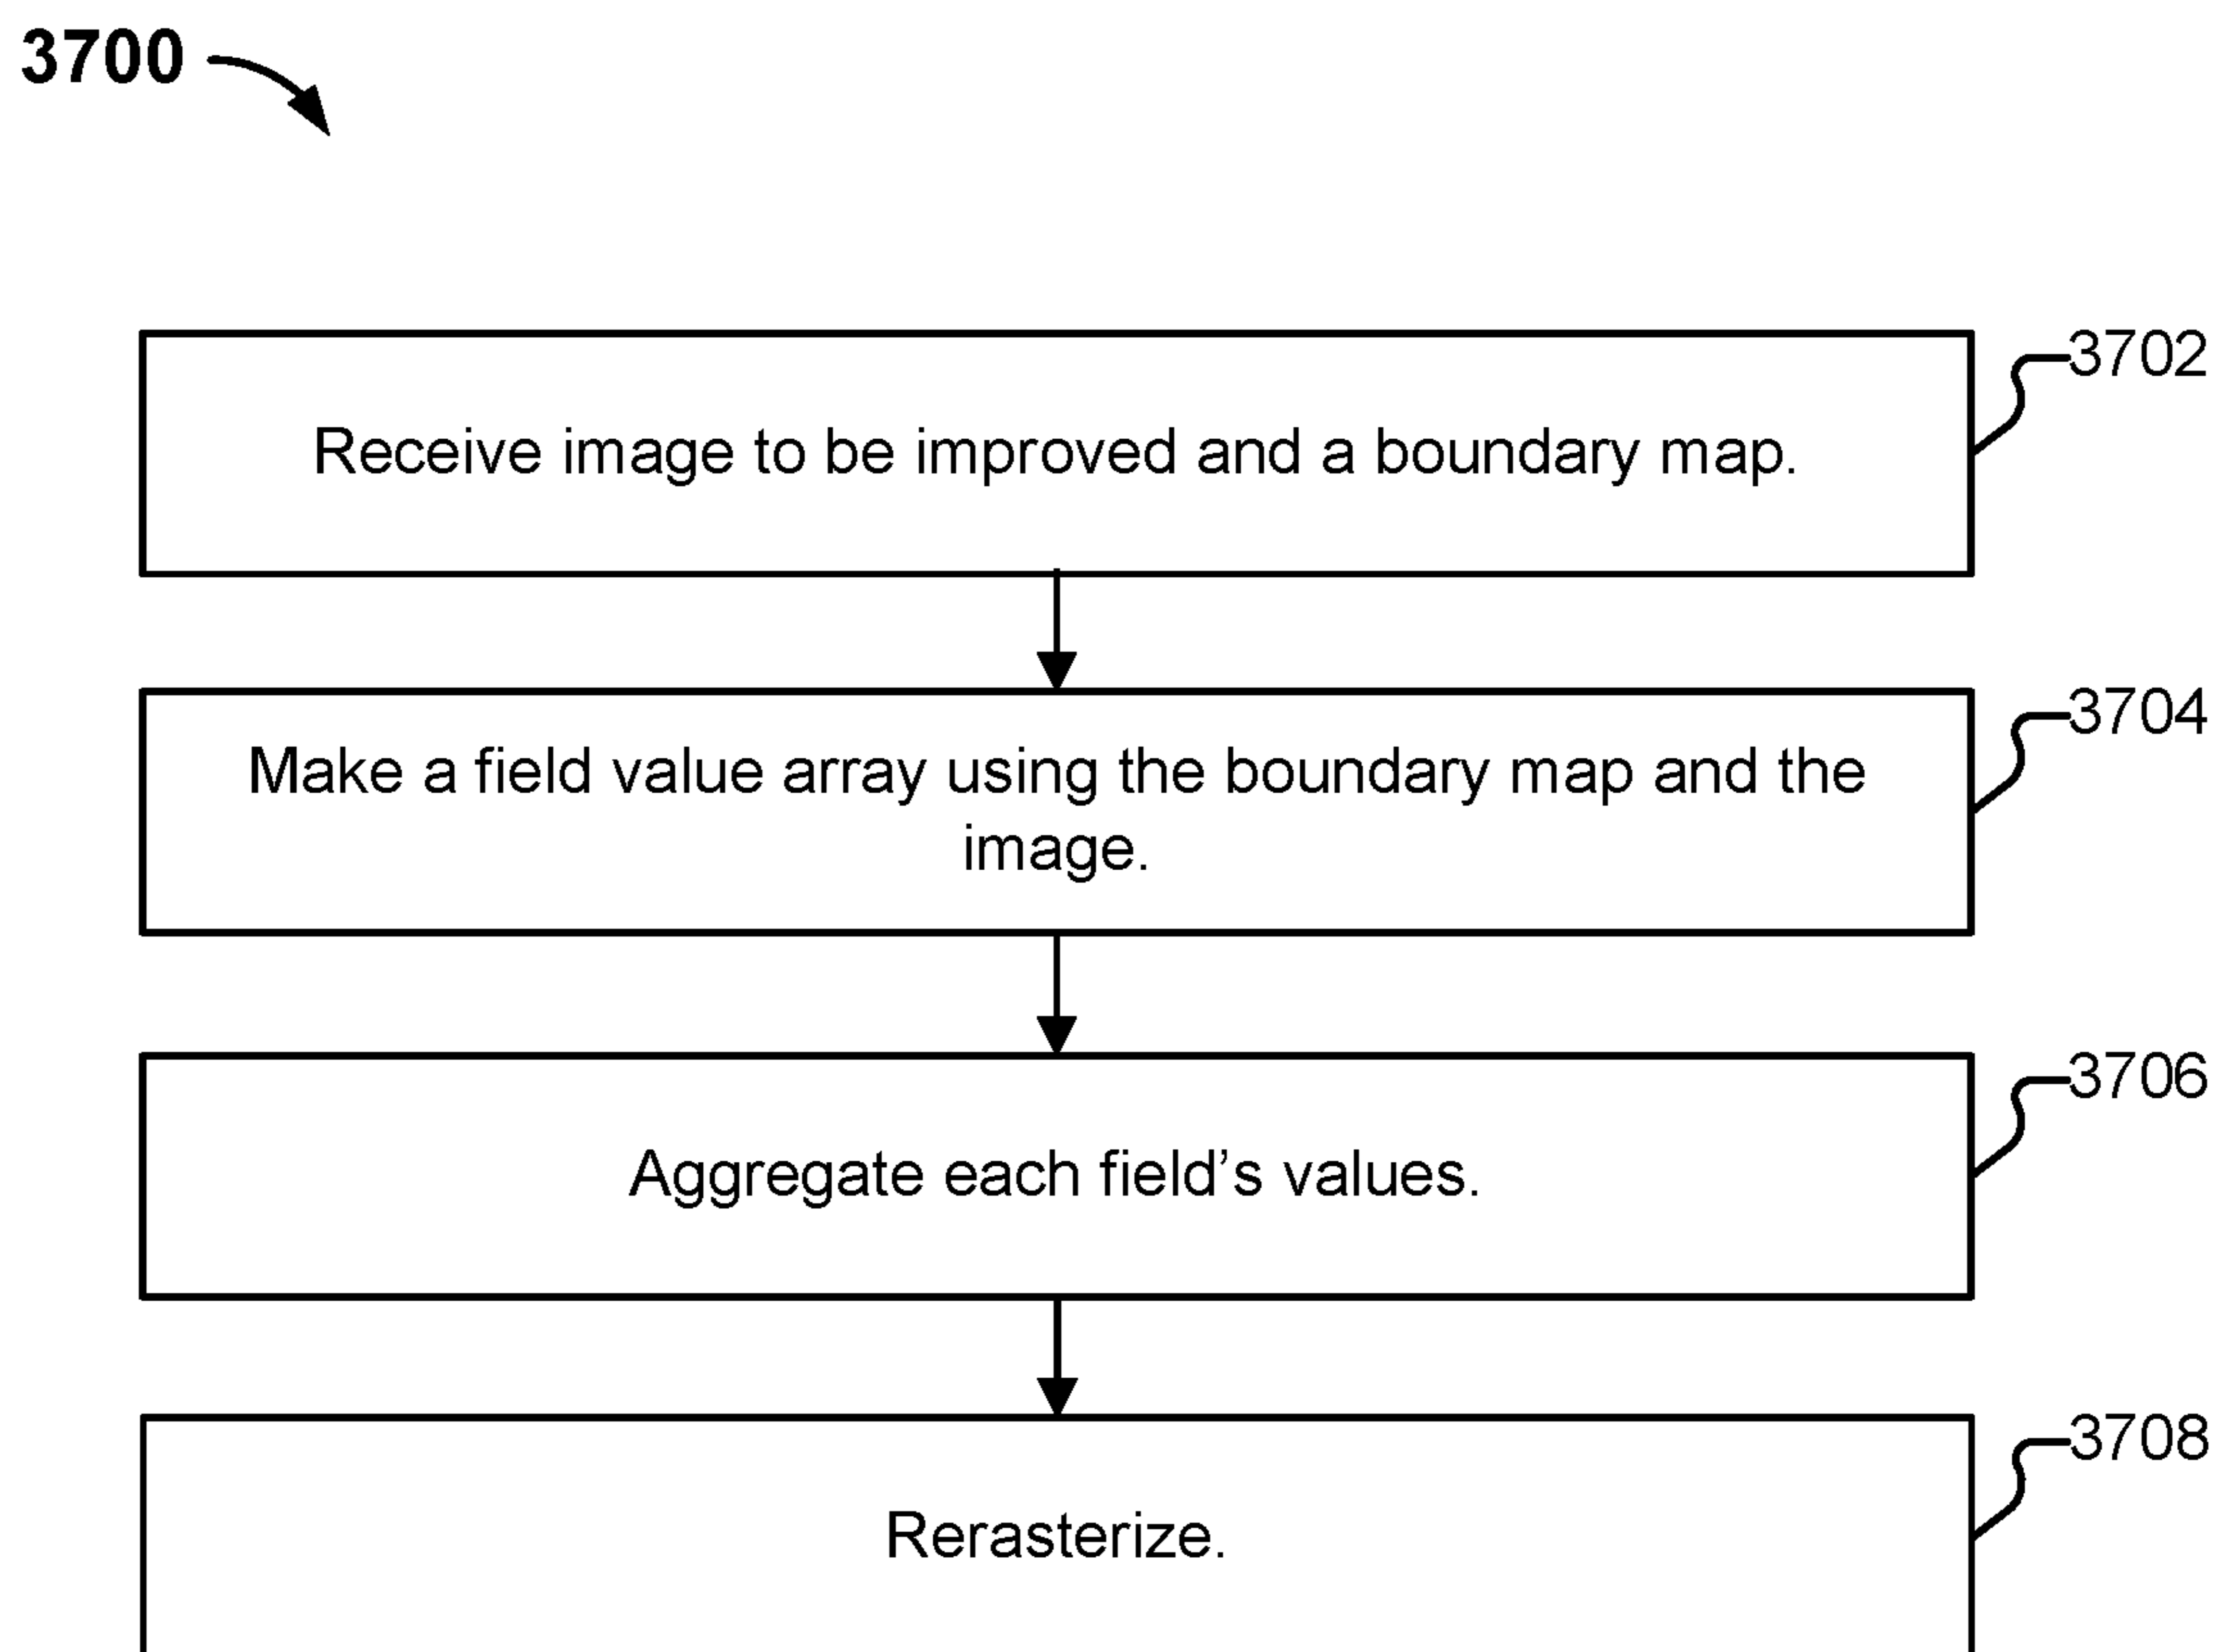 3700
3702
Receive image to be improved and a boundary map.
3704
Make a field value array using the boundary map and the
image.
3706
Aggregate each field’s values.
3708
Rerasterize.